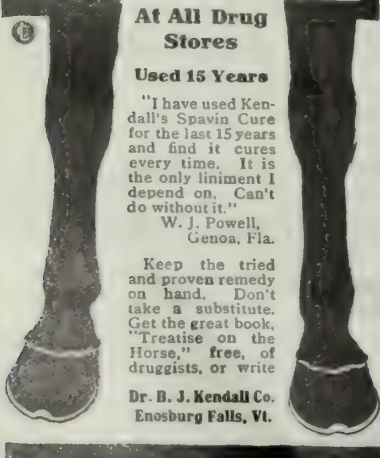 At All Drug
Stores
Used 15 Years
"I have used Ken-
dall's Spavin Cure
for the last 15 years
and find it cures
every time. It is
the only liniment I
depend on. Can't
do without it."
W. J. Powell,
Genoa, Fla.
Keep the tried
and proven remedy
on hand. Don't
take a substitute.
Get the great book,
"Treatise on the
Horse," free, of
druggists, or write
Dr. B. J. Kendall Co.
Enosburg Falls, Vt.